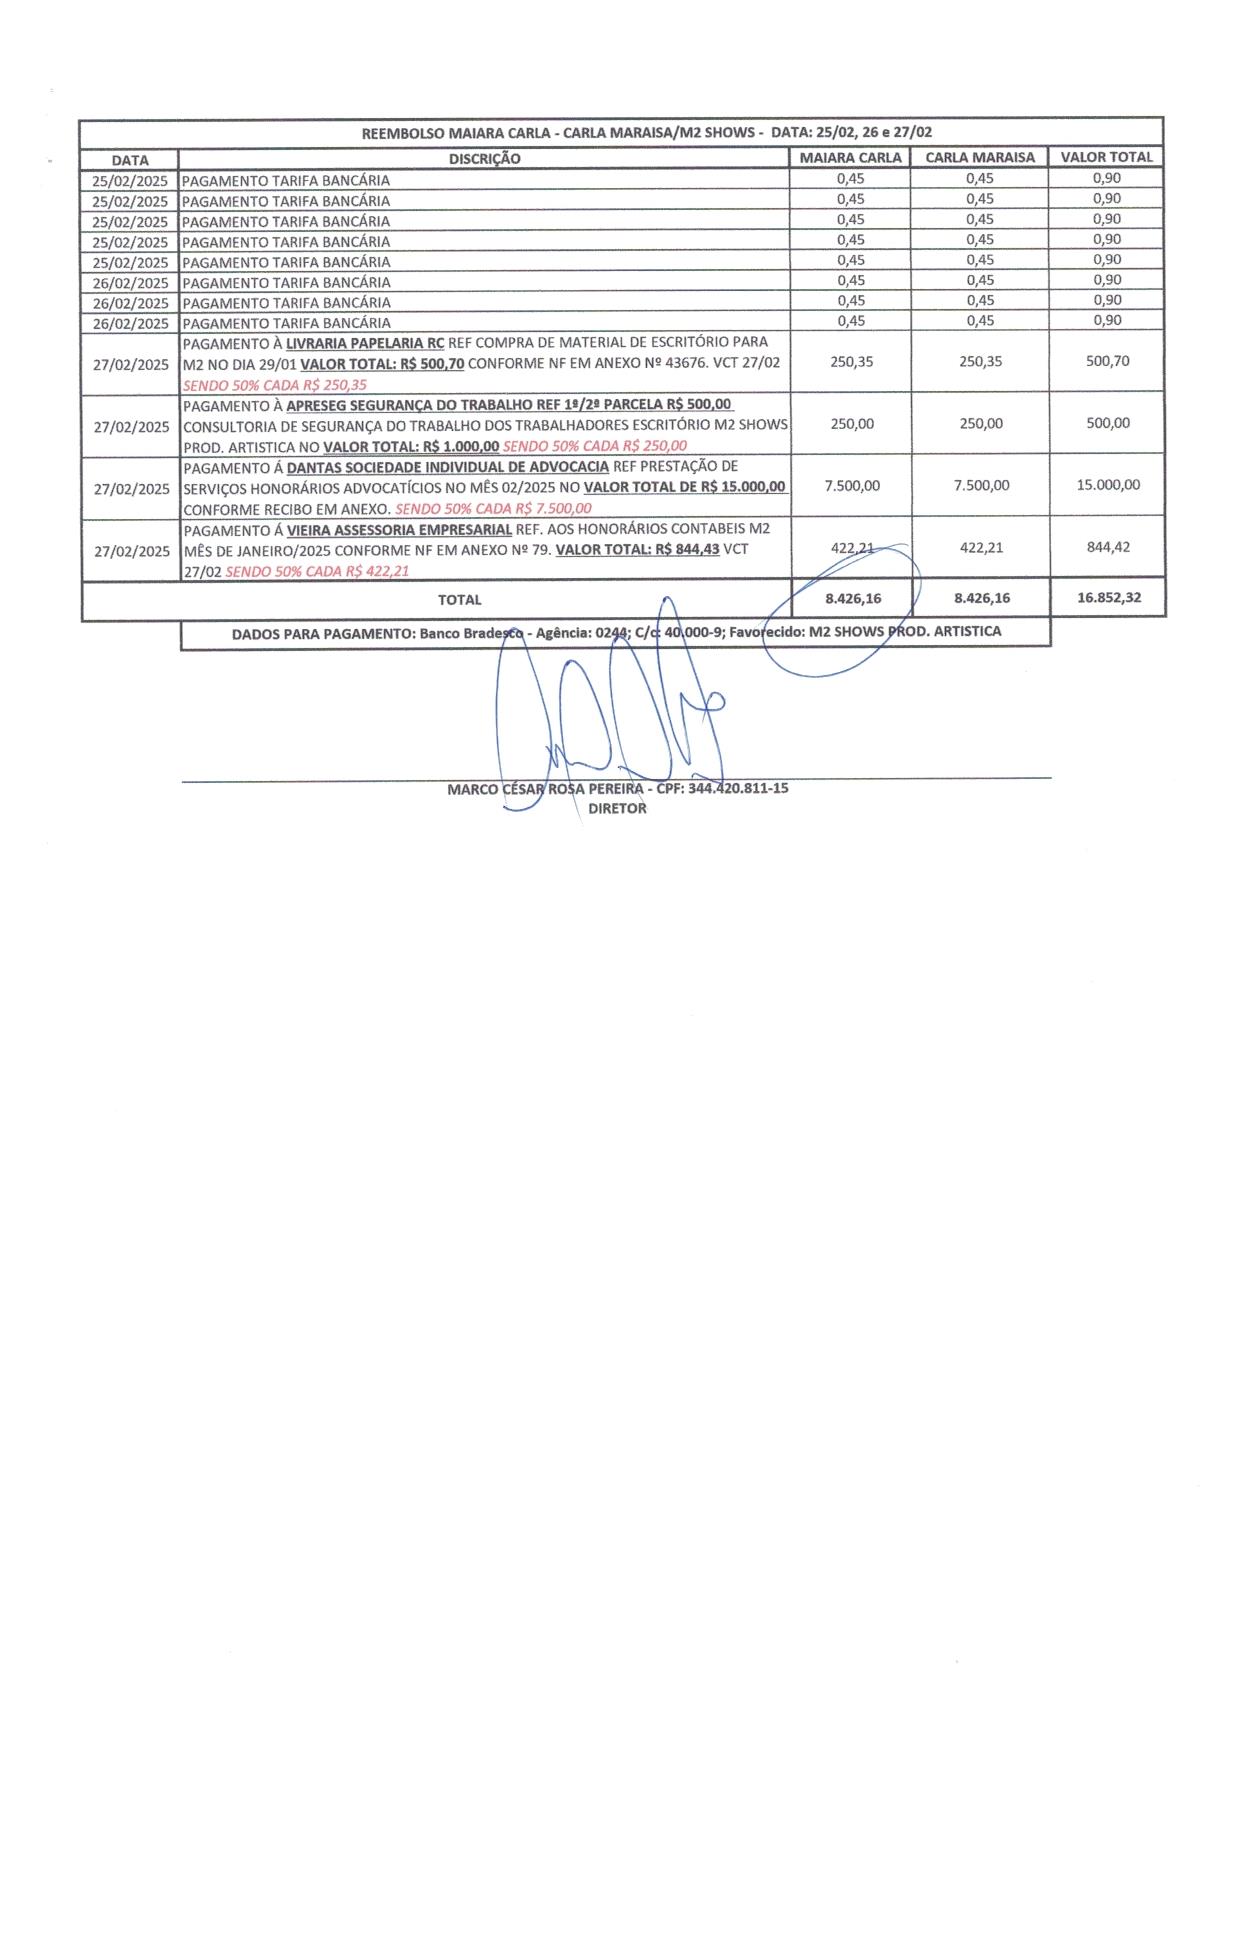 REEMBOLSO MAIARA CARLA - CARLA MARAISA/M2 SHOWS - DATA: 25/02, 26 e 27/02
DATA DISCRIÇÃO MAIARA CARLA CARLA MARAISA VALOR TOTAL
25/02/2025 PAGAMENTO TARIFA BANCÁRIA 0,45 0,45 0,90
25/02/2025 PAGAMENTO TARIFA BANCÁRIA 0,45 0,45 0,90
25/02/2025 PAGAMENTO TARIFA BANCÁRIA 0,45 0,45 0,90
25/02/2025 PAGAMENTO TARIFA BANCÁRIA 0,45 0,45 0,90
25/02/2025 PAGAMENTO TARIFA BANCÁRIA 0,45 0,45 0,90
26/02/2025 PAGAMENTO TARIFA BANCÁRIA 0,45 0,45 0,90
26/02/2025 PAGAMENTO TARIFA BANCÁRIA 0,45 0,45 0,90
26/02/2025 PAGAMENTO TARIFA BANCÁRIA 0,45 0,45 0,90
PAGAMENTO À LIVRARIA PAPELARIA RC REF COMPRA DE MATERIAL DE ESCRITÓRIO PARA
27/02/2025 M2 NO DIA 29/01 VALOR TOTAL: R$ 500,70 CONFORME NF EM ANEXO Nº 43676. VCT 27/02 250,35 250,35 500,70
SENDO 50% CADA R$ 250,35
PAGAMENTO À APRESEG SEGURANÇA DO TRABALHO REF 1ª/2ª PARCELA R$ 500,00
27/02/2025 CONSULTORIA DE SEGURANÇA DO TRABALHO DOS TRABALHADORES ESCRITÓRIO M2 SHOWS 250,00 250,00 500,00
PROD. ARTISTICA NO VALOR TOTAL: R$ 1.000,00 SENDO 50% CADA R$ 250,00
PAGAMENTO Á DANTAS SOCIEDADE INDIVIDUAL DE ADVOCACIA REF PRESTAÇÃO DE
27/02/2025 SERVIÇOS HONORÁRIOS ADVOCATÍCIOS NO MÊS 02/2025 NO VALOR TOTAL DE R$ 15.000,00 7.500,00 7.500,00 15.000,00
CONFORME RECIBO EM ANEXO. SENDO 50% CADA R$ 7.500,00
PAGAMENTO Á VIEIRA ASSESSORIA EMPRESARIAL REF. AOS HONORÁRIOS CONTABEIS M2
27/02/2025 MÊS DE JANEIRO/2025 CONFORME NF EM ANEXO Nº 79. VALOR TOTAL: R$ 844,43 VCT 422,21 422,21 844,42
27/02 SENDO 50% CADA R$ 422,21
TOTAL 8.426,16 8.426,16 16.852,32
DADOS PARA PAGAMENTO: Banco Bradesco - Agência: 0244; C/c: 40.000-9; Favorecido: M2 SHOWS PROD. ARTISTICA
MARCO CÉSAR ROSA PEREIRA - CPF: 344.420.811-15
DIRETOR